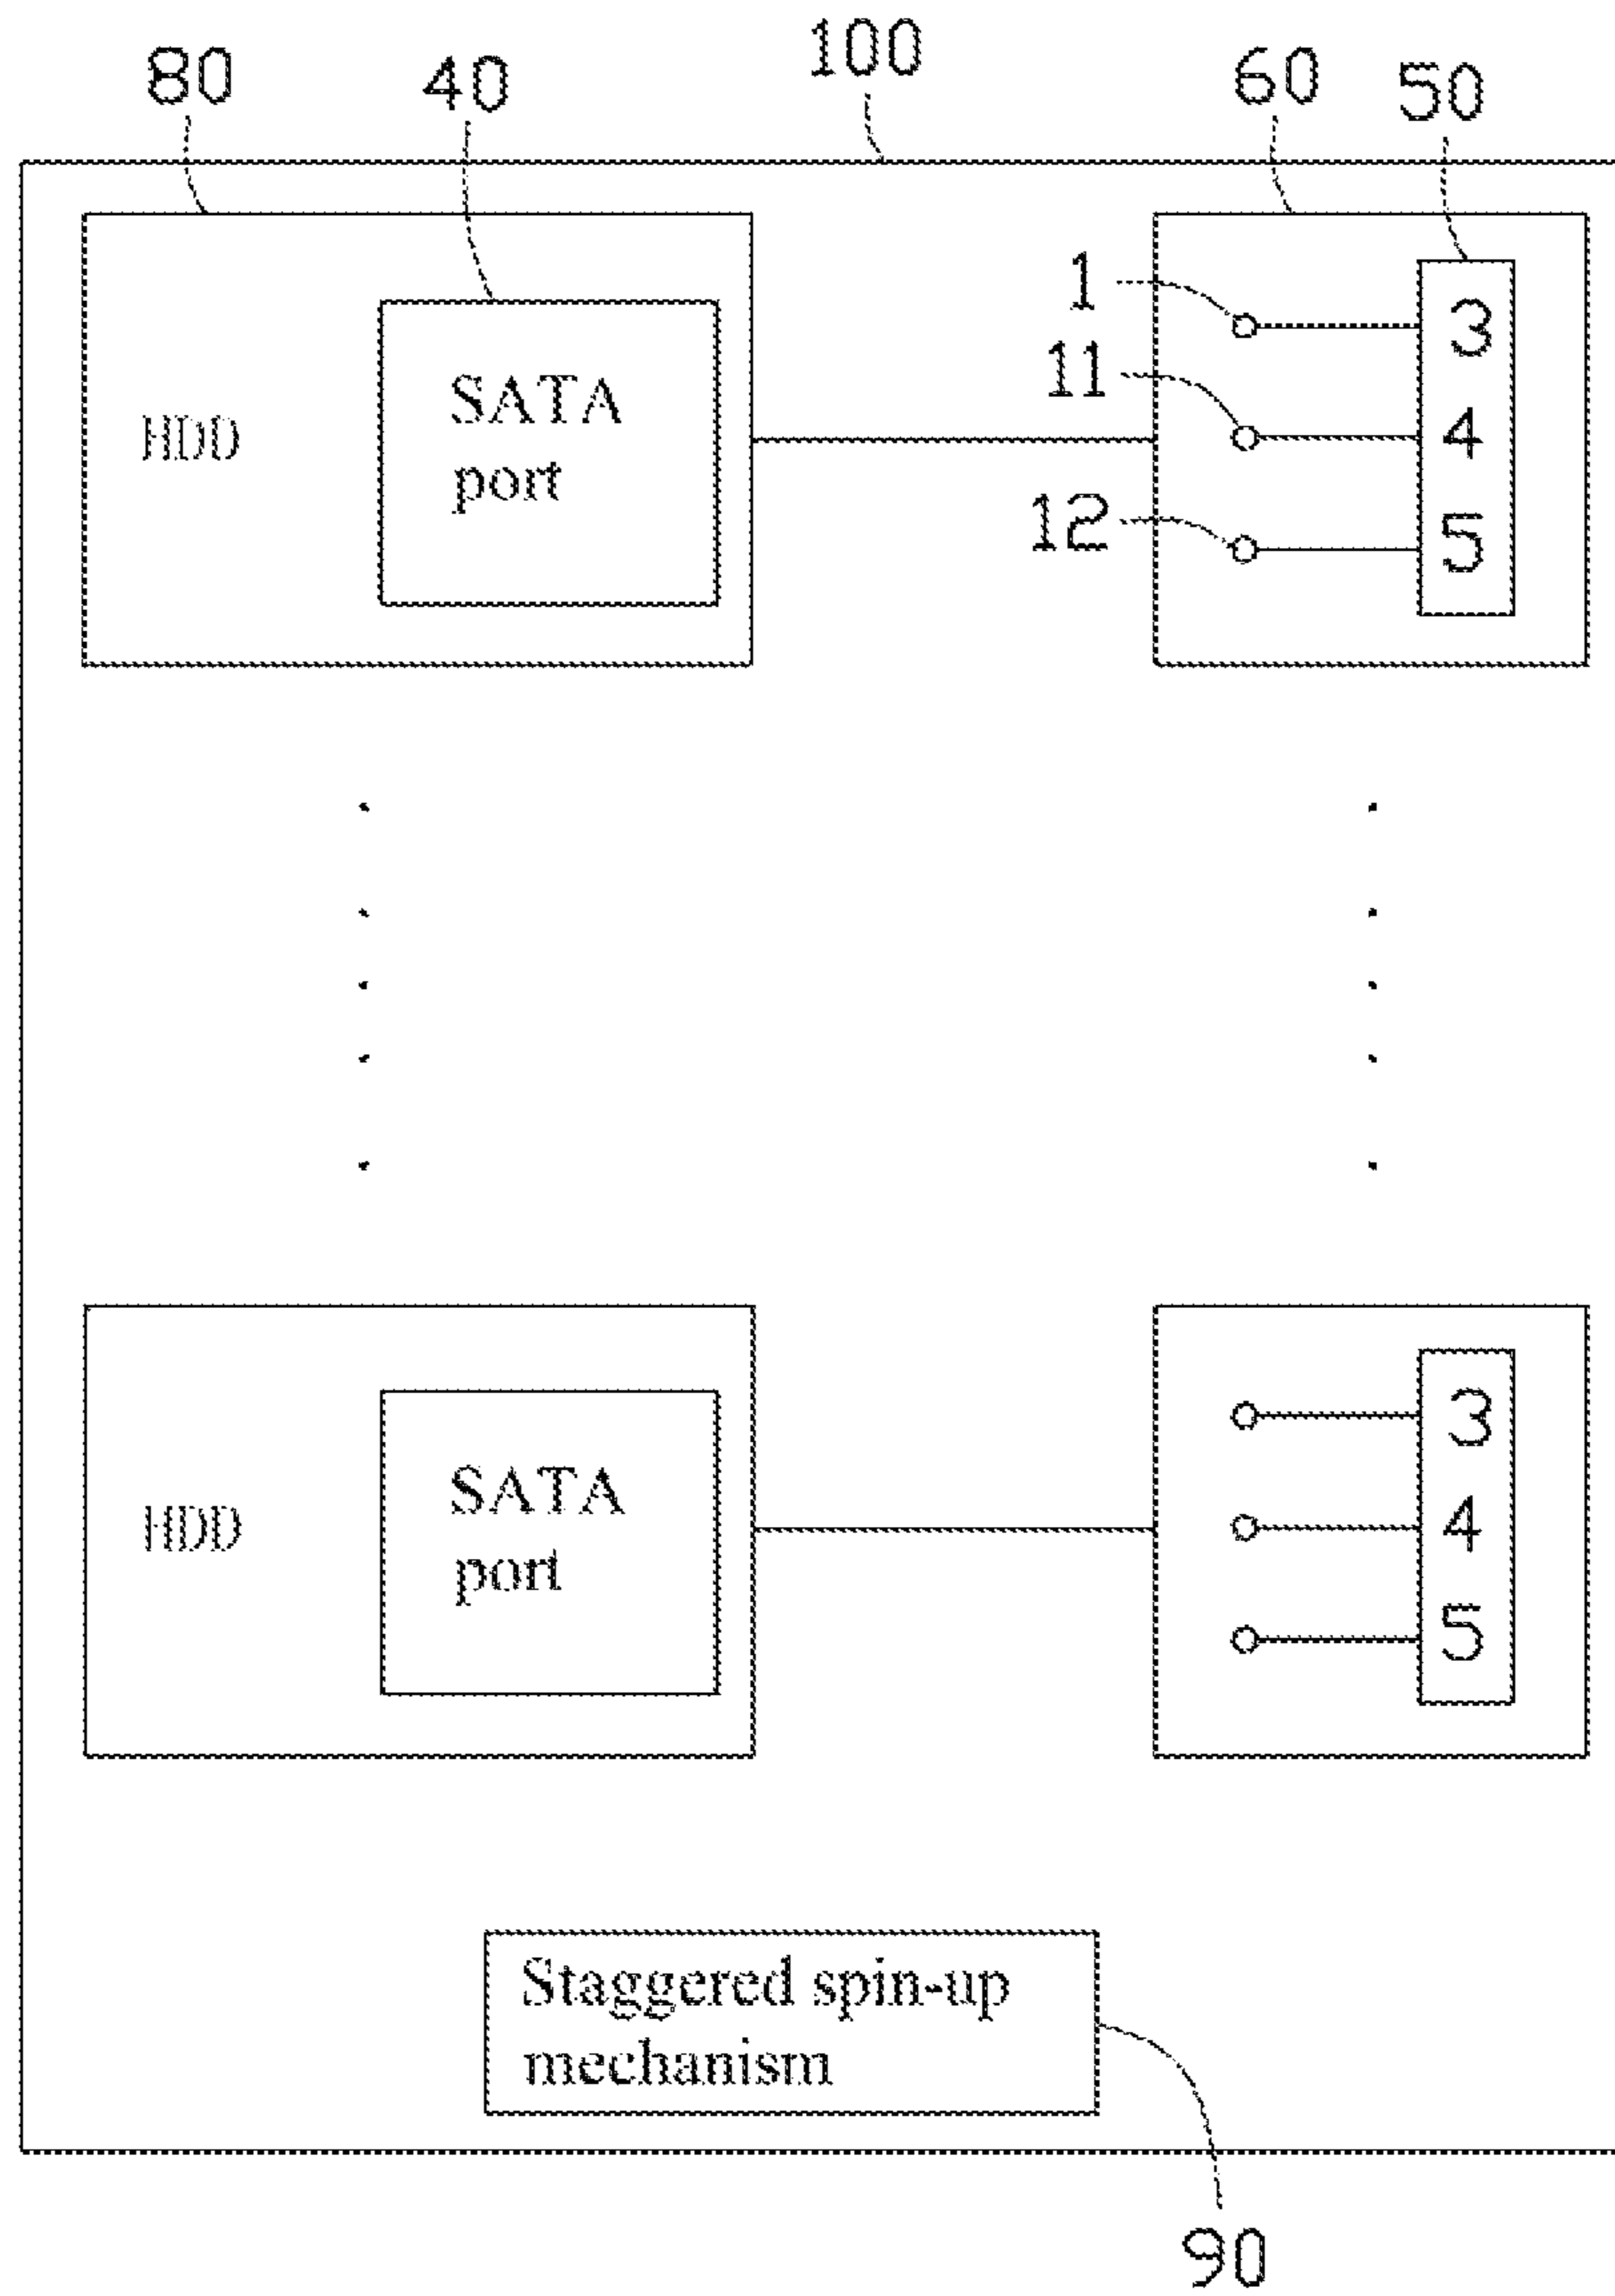 80
40
100
60
50
HDD
SATA
port
1
11
12
3
4
5
HDD
SATA
port
3
4
5
Staggered spin-up
mechanism
90